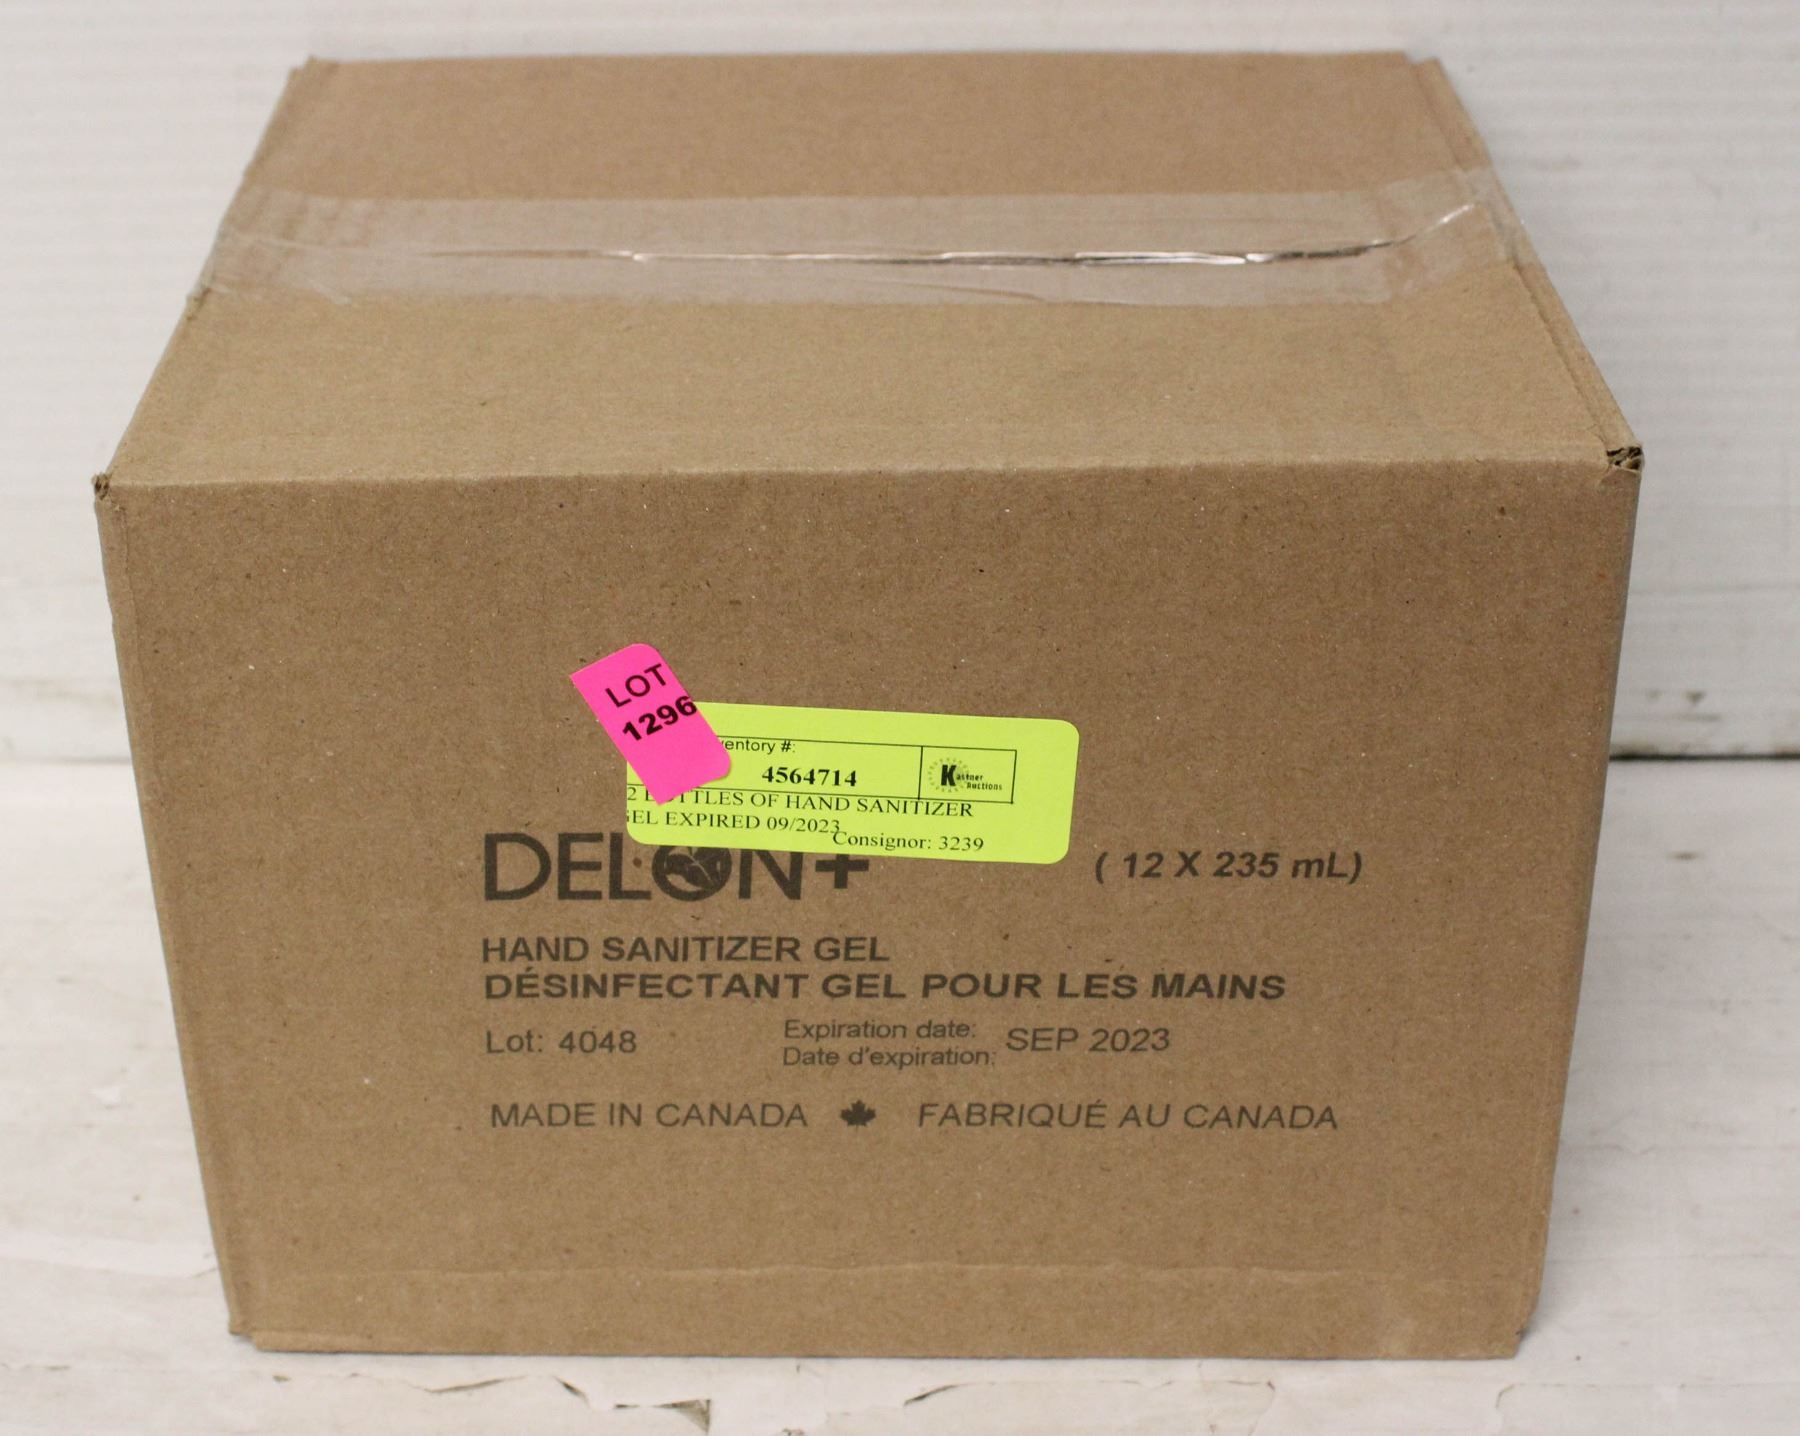 LOT
1296
ventory #:
4564714
Kastner
Auctions
2 BOTTLES OF HAND SANITIZER
GEL EXPIRED 09/2023
Consignor: 3239
DELON+
( 12 X 235 mL)
HAND SANITIZER GEL
DÉSINFECTANT GEL POUR LES MAINS
Lot: 4048
Expiration date:
Date d'expiration:
SEP 2023
MADE IN CANADA
FABRIQUÉ AU CANADA